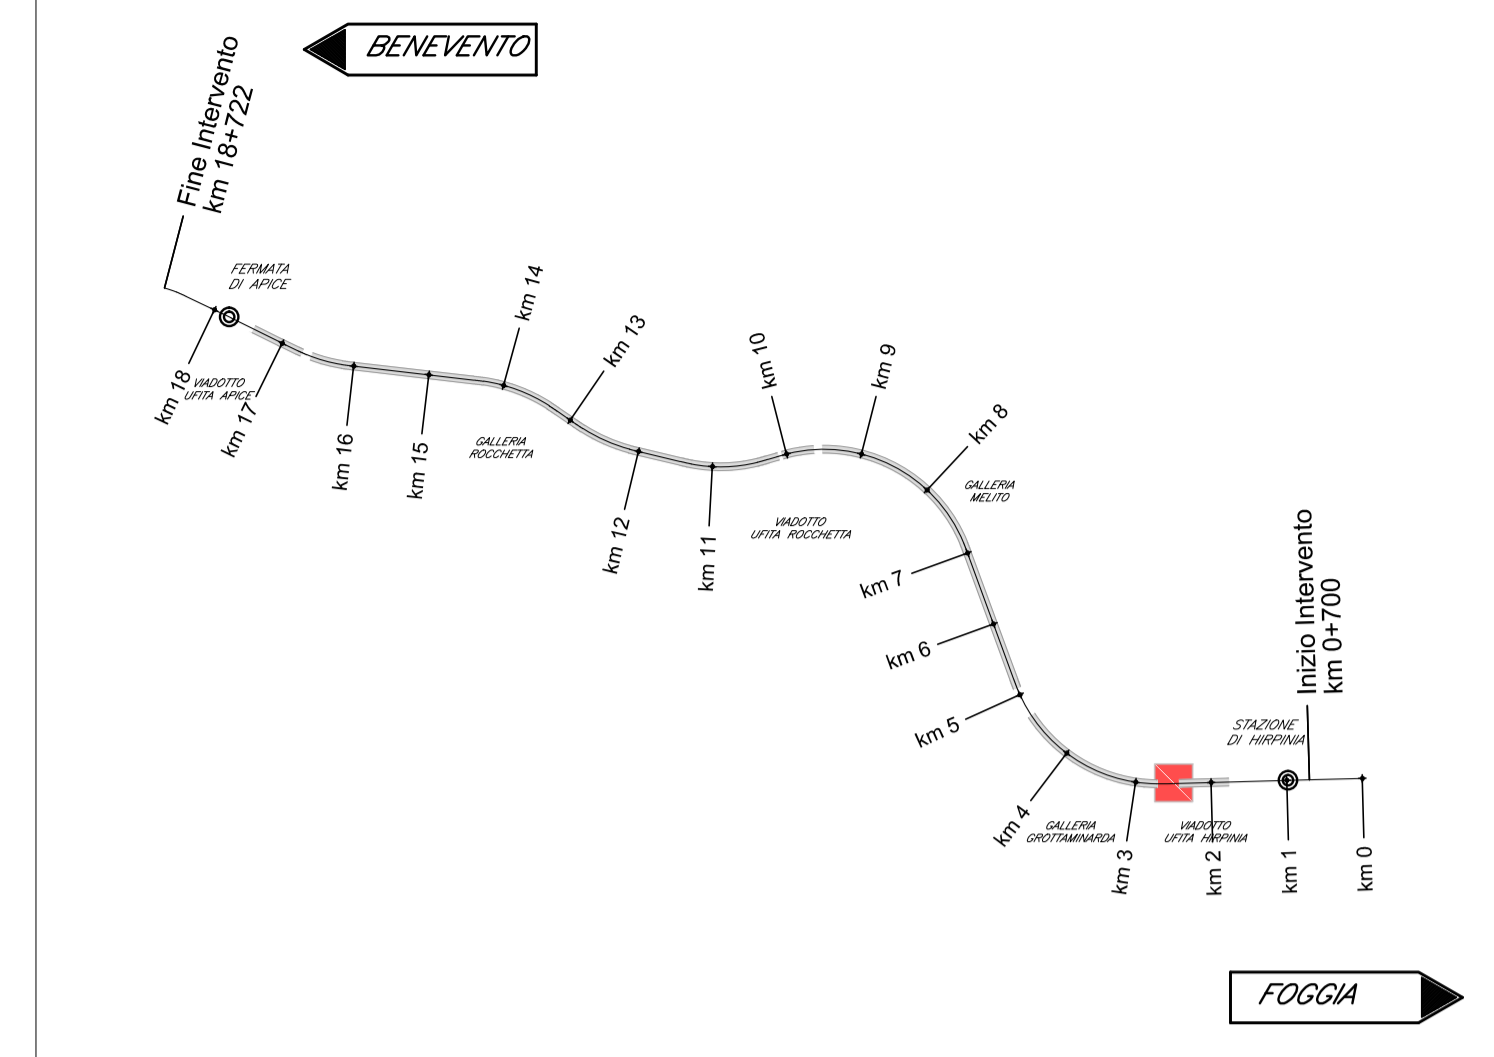 BENEVENTO
Fine Intervento
km 18+722
FERMATA
DI APICE
km 18
VIADOTTO
UFITA APICE
km 17
km 16
km 15
km 14
GALLERIA
ROCCHETTA
km 13
km 12
km 11
km 10
VIADOTTO
UFITA ROCCHETTA
km 9
km 8
GALLERIA
MELITO
km 7
km 6
km 5
km 4
GALLERIA
GROTTAMINARDA
km 3
VIADOTTO
UFITA HIRPINIA
km 2
STAZIONE
DI HIRPINIA
Inizio Intervento
km 0+700
km 1
km 0
FOGGIA